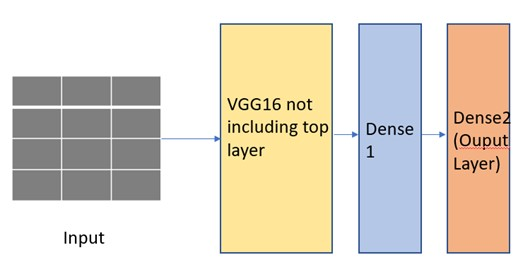 VGG16 not
including top
layer
Dense
1
Dense2
(Ouput
Layer)
Input